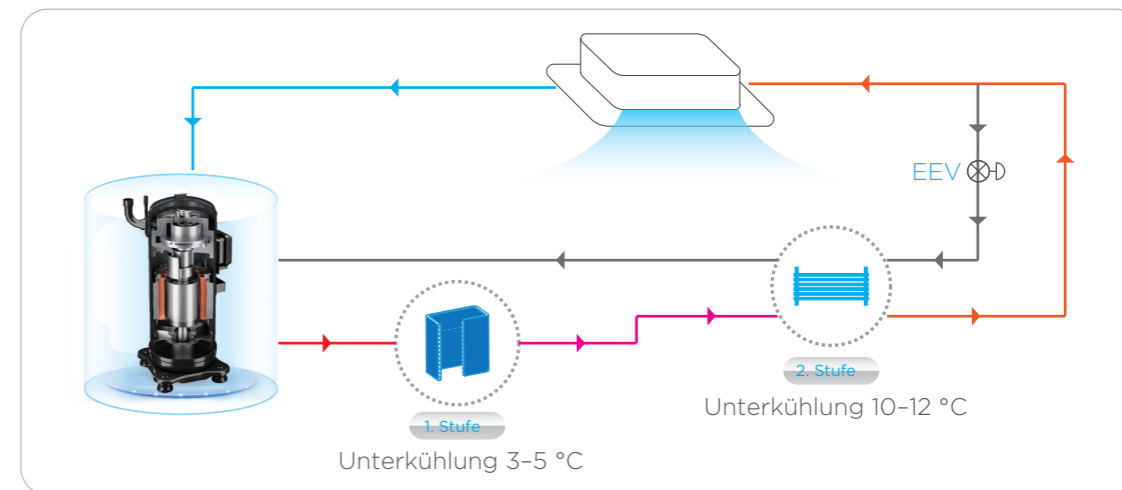 EEV
2. Stufe
Unterkühlung 10–12 °C
1. Stufe
Unterkühlung 3–5 °C